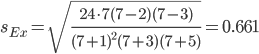 s_{Ex} = \sqrt{\frac{24 \cdot 7(7-2)(7-3)}{(7+1)^2(7+3)(7+5)}} = 0.661